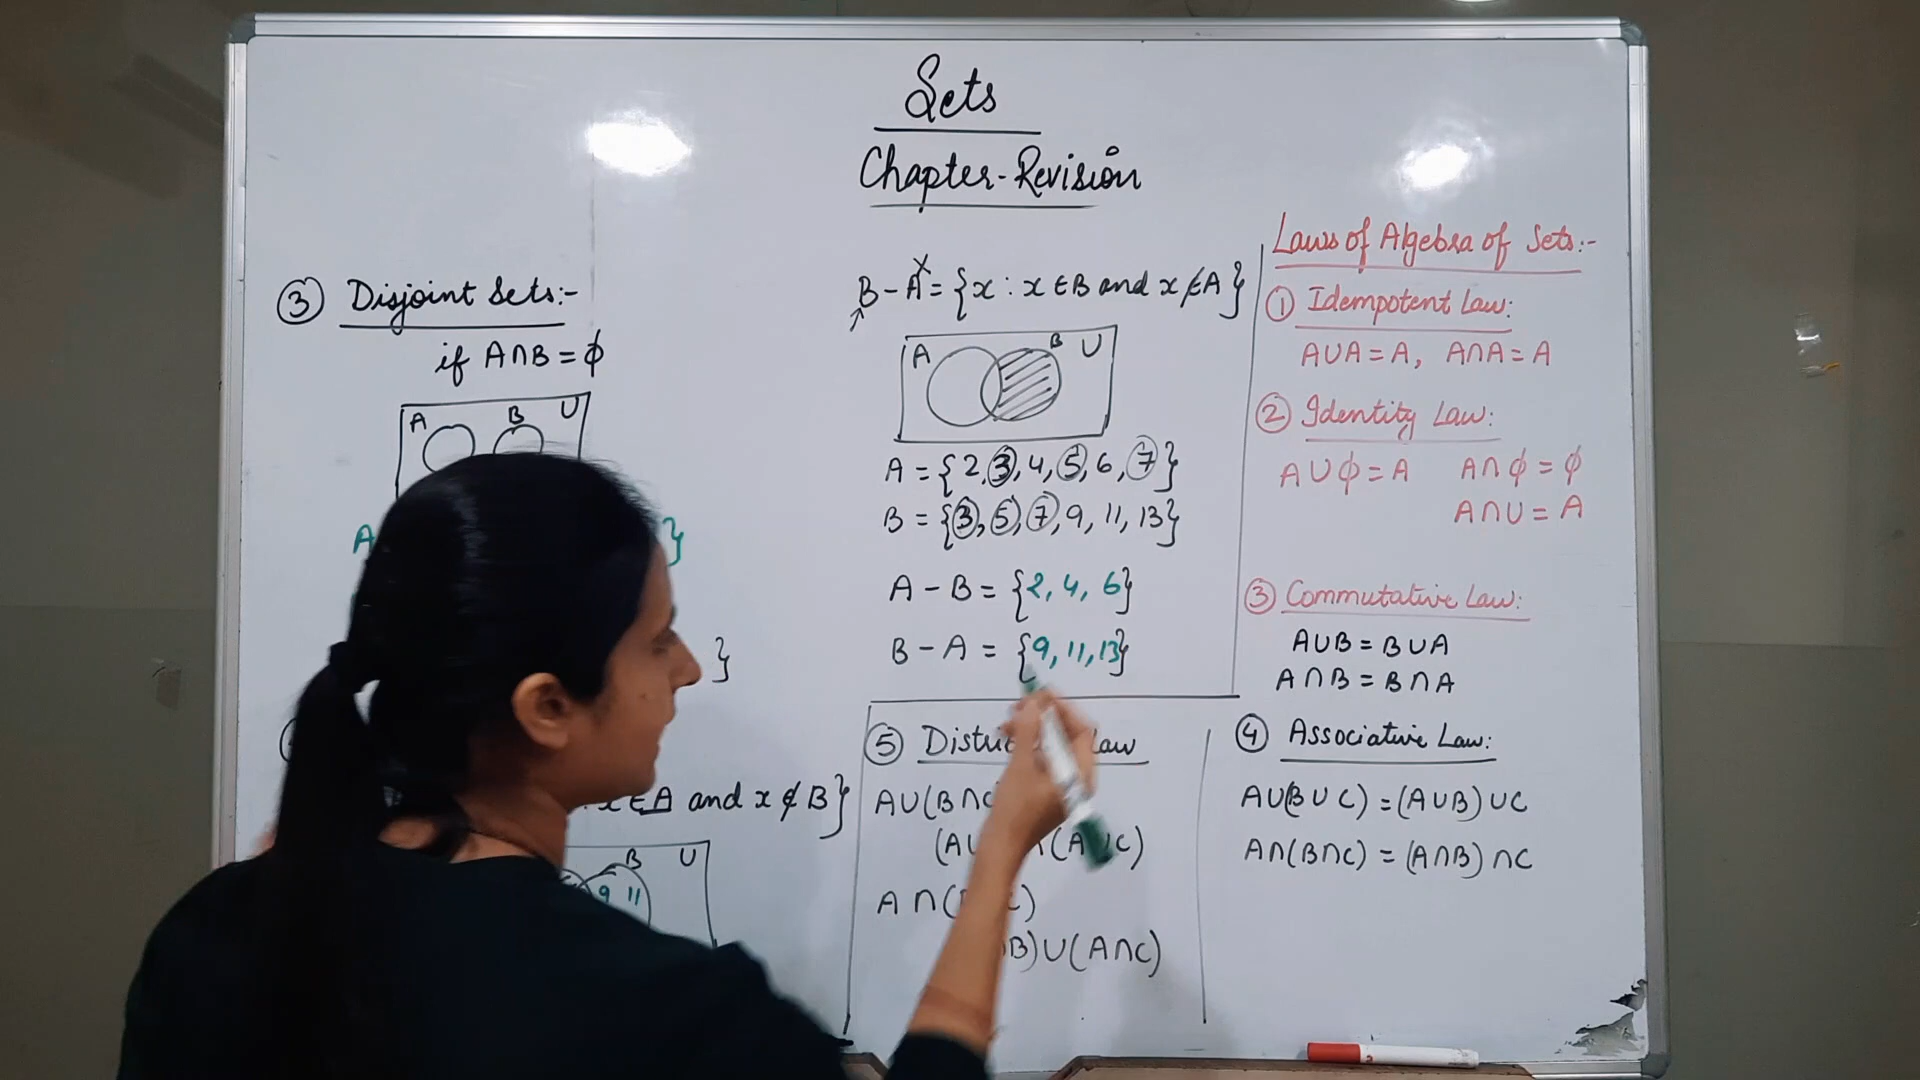 Sets
Chapter-Revision
③ Disjoint Sets:-
if A∩B = ϕ
A B U
A }
}
x∈A and x∉B}
B U
9 11
B-A = {x : x∈B and x∉A}
A B U
A = {2, 3, 4, 5, 6, 7}
B = {3, 5, 7, 9, 11, 13}
A - B = {2, 4, 6}
B - A = {9, 11, 13}
⑤ Law
A∪(B∩
(A∪C)
A∩(
B)∪(A∩C)
Laws of Algebra of Sets:-
① Idempotent Law:
A∪A = A, A∩A = A
② Identity Law:
A∪ϕ = A A∩ϕ = ϕ
A∩U = A
③ Commutative Law:
A∪B = B∪A
A∩B = B∩A
④ Associative Law:
A∪(B∪C) = (A∪B)∪C
A∩(B∩C) = (A∩B)∩C